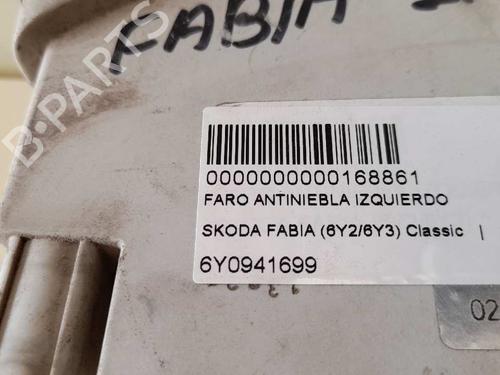 FABIA
B-PARTS
0000000000168861
FARO ANTINIEBLA IZQUIERDO
SKODA FABIA (6Y2/6Y3) Classic |
6Y0941699
02